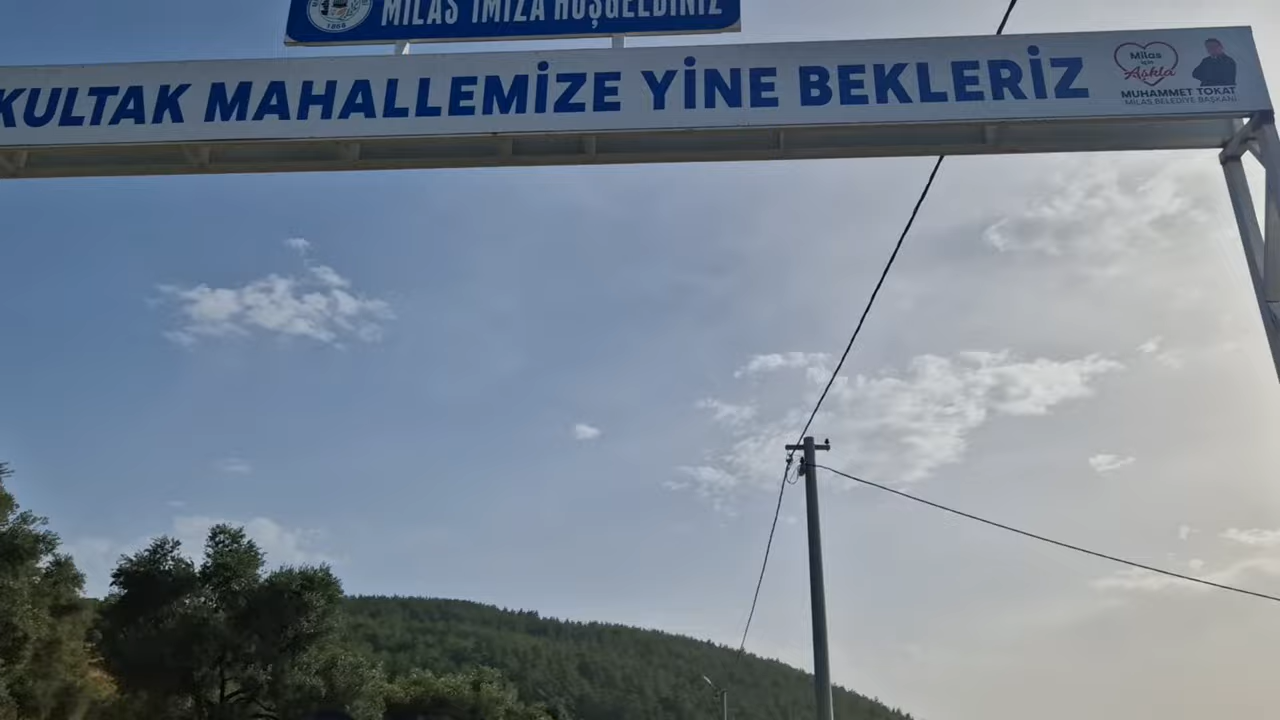 MİLAS'IMIZA HOŞGELDİNİZ
KULTAK MAHALLEMİZE YİNE BEKLERİZ
Milas
için
Aşkla
MUHAMMET TOKAT
MİLAS BELEDİYE BAŞKANI